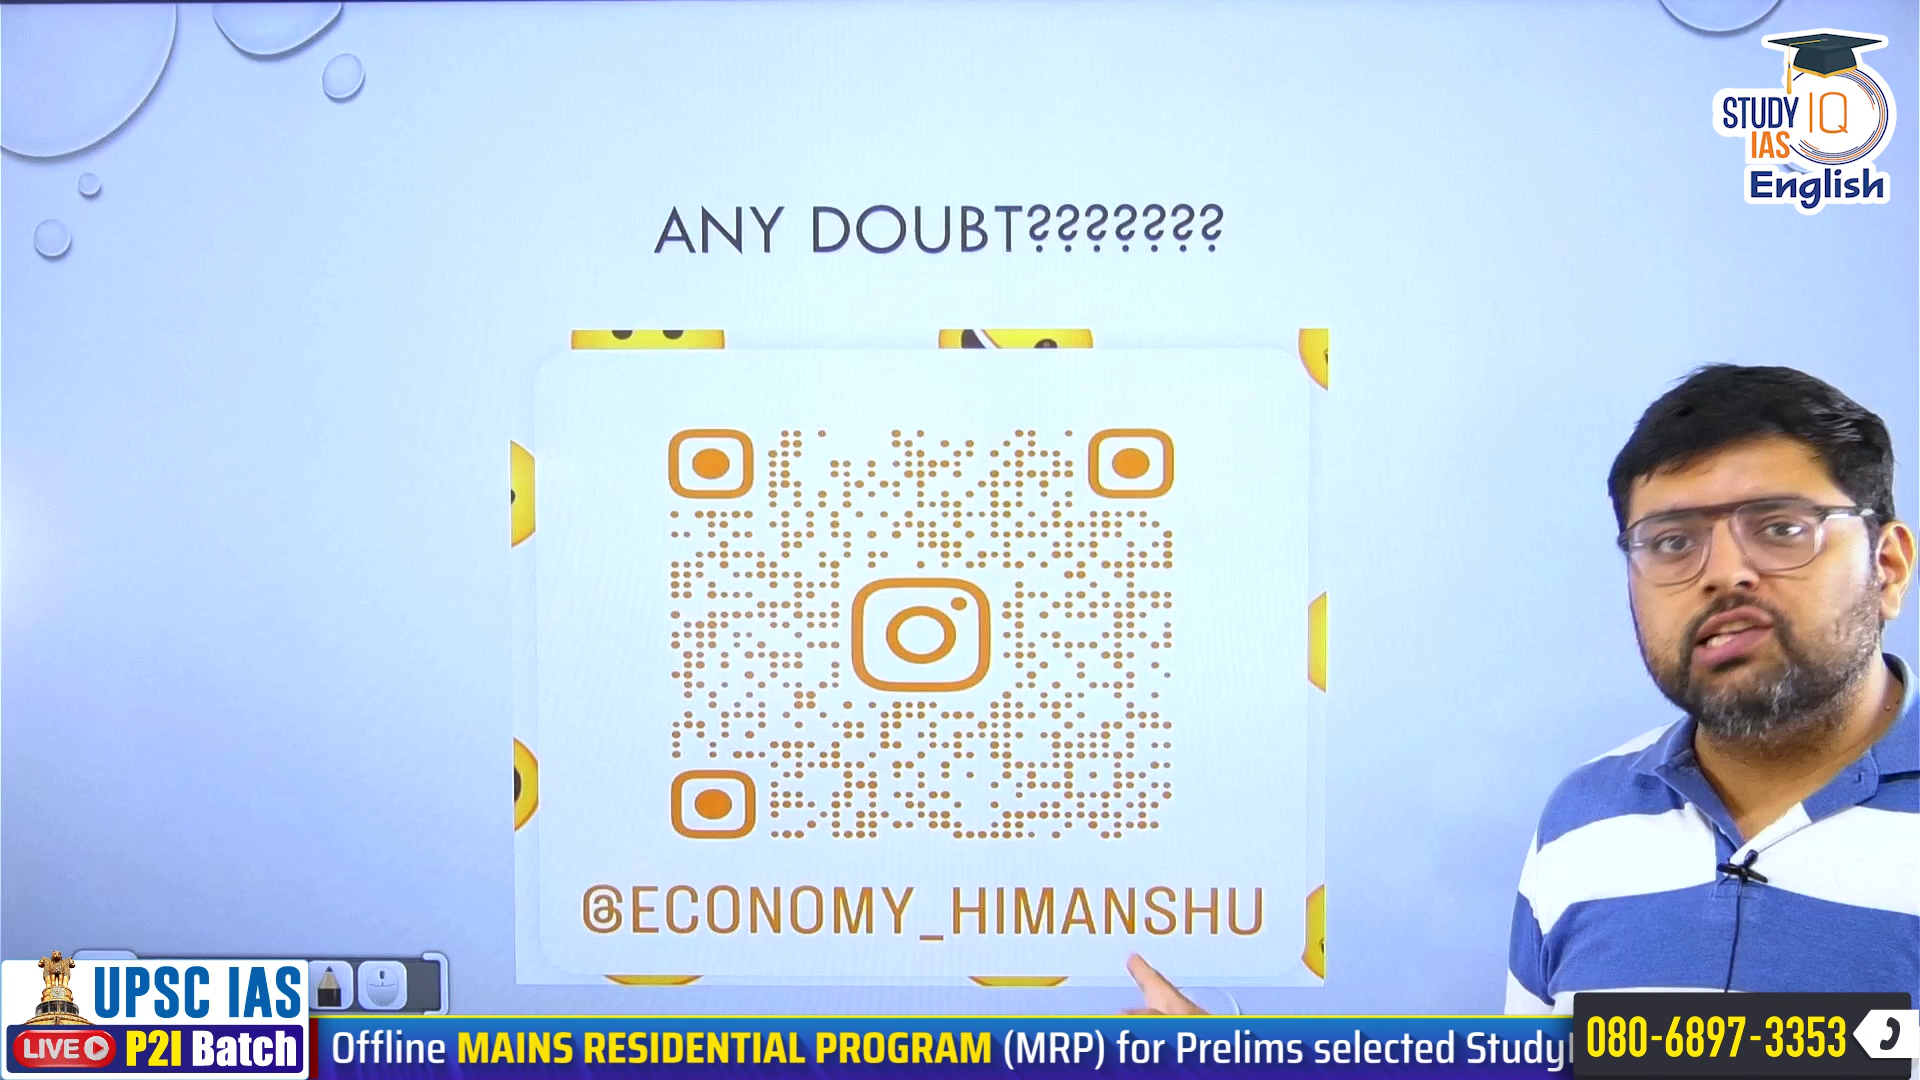 STUDY IQ
IAS
English
ANY DOUBT???????
@ECONOMY_HIMANSHU
UPSC IAS
LIVE P2I Batch
Offline MAINS RESIDENTIAL PROGRAM (MRP) for Prelims selected StudyI
080-6897-3353